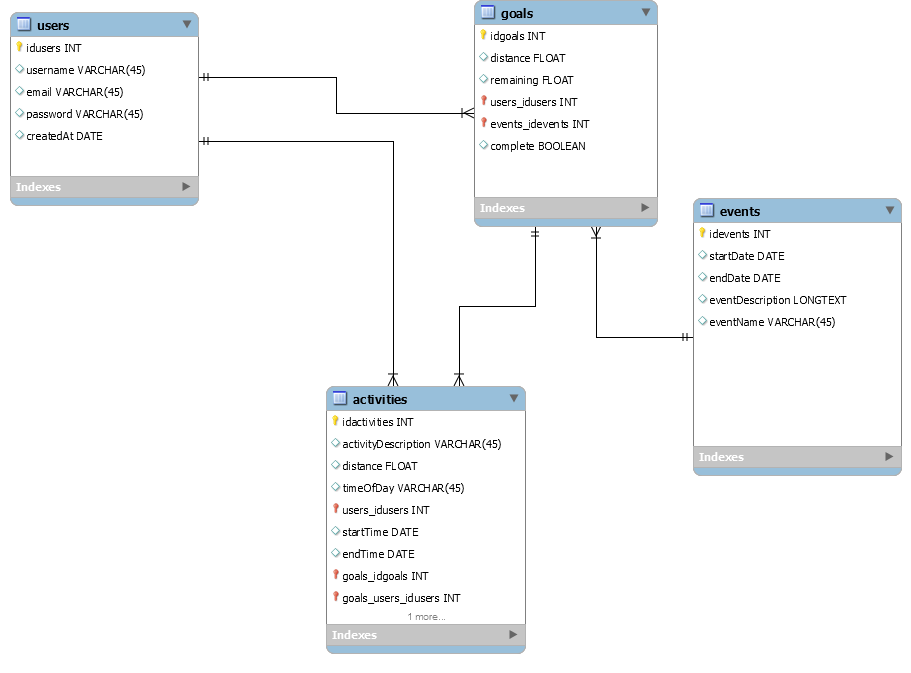 users
idusers INT
username VARCHAR(45)
email VARCHAR(45)
password VARCHAR(45)
createdAt DATE
Indexes
goals
idgoals INT
distance FLOAT
remaining FLOAT
users_idusers INT
events_idevents INT
complete BOOLEAN
Indexes
events
idevents INT
startDate DATE
endDate DATE
eventDescription LONGTEXT
eventName VARCHAR(45)
Indexes
activities
idactivities INT
activityDescription VARCHAR(45)
distance FLOAT
timeOfDay VARCHAR(45)
users_idusers INT
startTime DATE
endTime DATE
goals_idgoals INT
goals_users_idusers INT
1 more...
Indexes